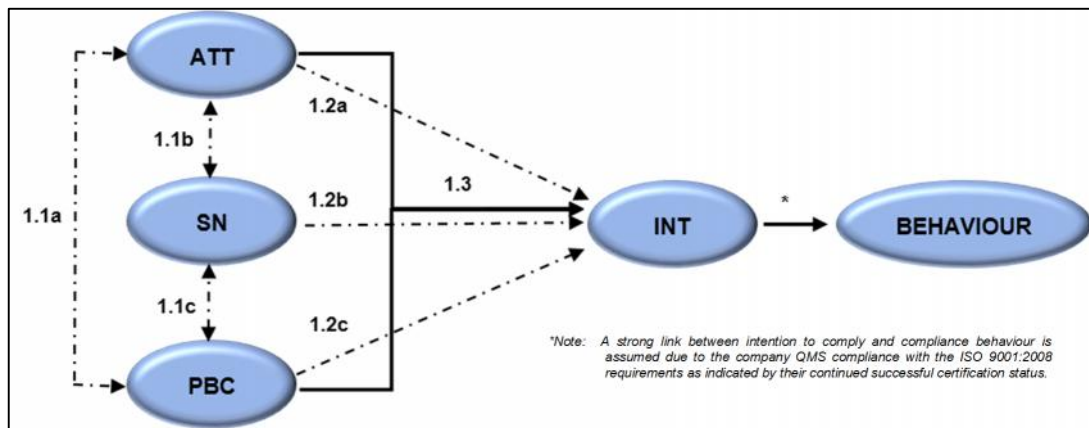 ATT
1.2a
1.1b
1.3
1.2b
1.1a
SN
INT
*
BEHAVIOUR
1.1c
1.2c
PBC
*Note: A strong link between intention to comply and compliance behaviour is
assumed due to the company QMS compliance with the ISO 9001:2008
requirements as indicated by their continued successful certification status.